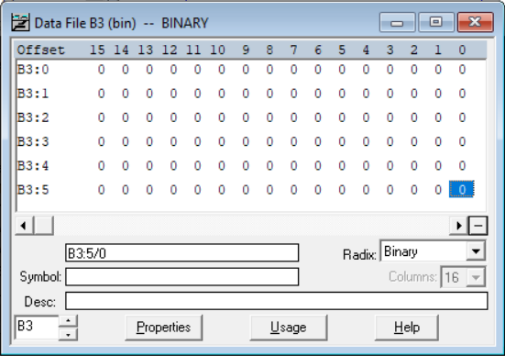 Data File B3 (bin) -- BINARY
Offset 15 14 13 12 11 10 9 8 7 6 5 4 3 2 1 0
B3:0 0 0 0 0 0 0 0 0 0 0 0 0 0 0 0 0
B3:1 0 0 0 0 0 0 0 0 0 0 0 0 0 0 0 0
B3:2 0 0 0 0 0 0 0 0 0 0 0 0 0 0 0 0
B3:3 0 0 0 0 0 0 0 0 0 0 0 0 0 0 0 0
B3:4 0 0 0 0 0 0 0 0 0 0 0 0 0 0 0 0
B3:5 0 0 0 0 0 0 0 0 0 0 0 0 0 0 0 0
B3:5/0 Radix: Binary
Symbol: Columns: 16
Desc:
B3 Properties Usage Help